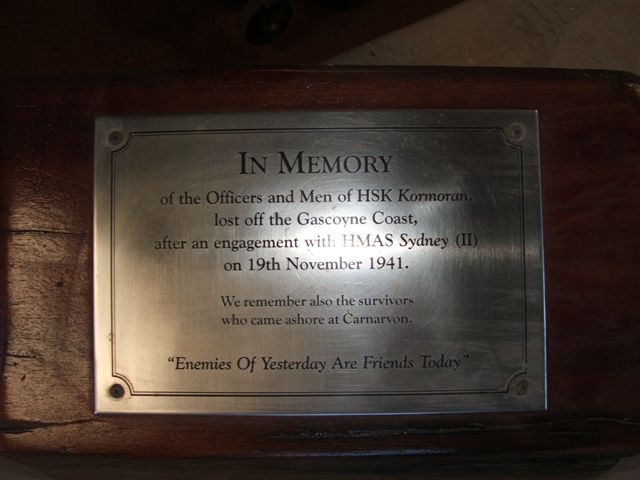 IN MEMORY
of the Officers and Men of HSK Kormoran,
lost off the Gascoyne Coast,
after an engagement with HMAS Sydney (II)
on 19th November 1941.
We remember also the survivors
who came ashore at Carnarvon.
"Enemies Of Yesterday Are Friends Today"